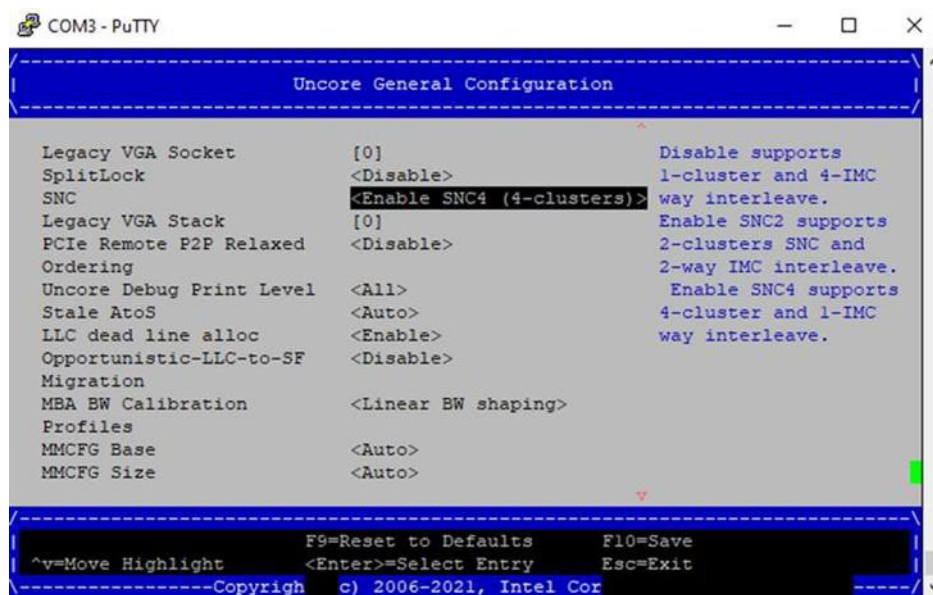 COM3 - PuTTY
Uncore General Configuration
Legacy VGA Socket [0] Disable supports
SplitLock <Disable> 1-cluster and 4-IMC
SNC <Enable SNC4 (4-clusters)> way interleave.
Legacy VGA Stack [0] Enable SNC2 supports
PCIe Remote P2P Relaxed <Disable> 2-clusters SNC and
Ordering 2-way IMC interleave.
Uncore Debug Print Level <All> Enable SNC4 supports
Stale AtoS <Auto> 4-cluster and 1-IMC
LLC dead line alloc <Enable> way interleave.
Opportunistic-LLC-to-SF <Disable>
Migration
MBA BW Calibration <Linear BW shaping>
Profiles
MMCFG Base <Auto>
MMCFG Size <Auto>
F9=Reset to Defaults F10=Save
^v=Move Highlight <Enter>=Select Entry Esc=Exit
Copyrigh c) 2006-2021, Intel Cor